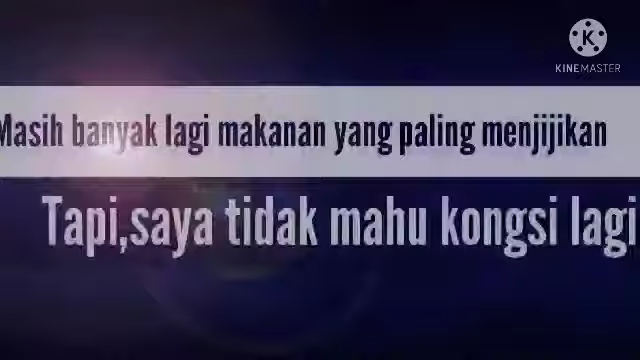 KINEMASTER
Masih banyak lagi makanan yang paling menjijikan
Tapi,saya tidak mahu kongsi lagi